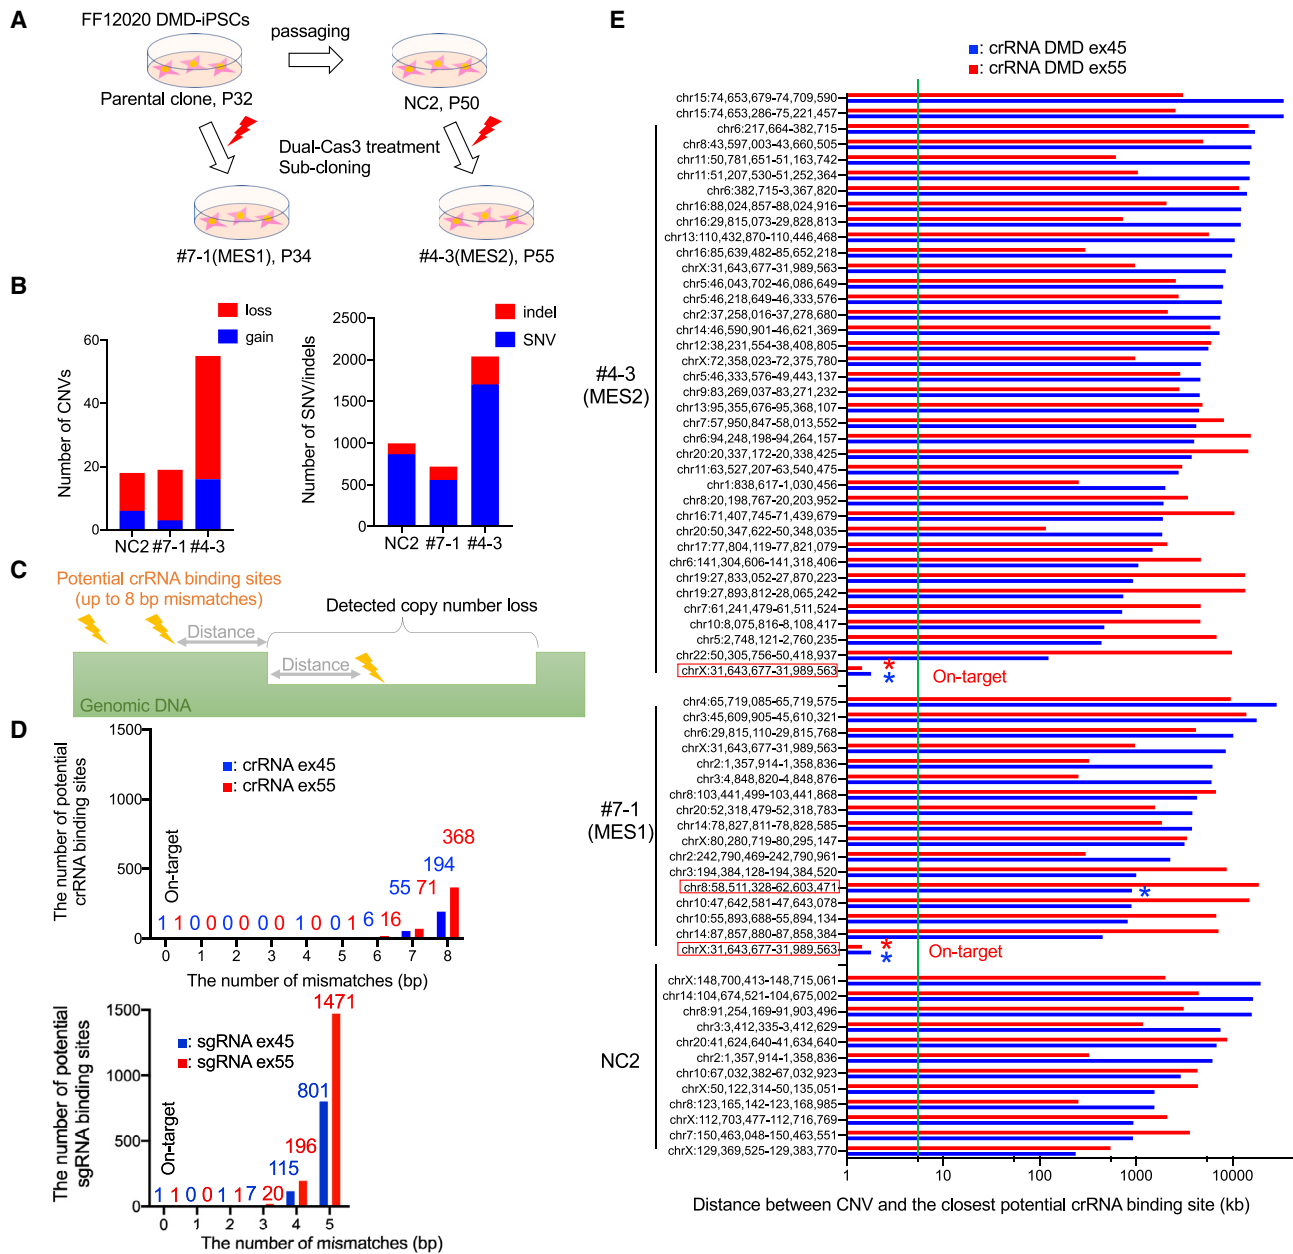 A
FF12020 DMD-iPSCs
passaging
Parental clone, P32
NC2, P50
Dual-Cas3 treatment
Sub-cloning
#7-1(MES1), P34
#4-3(MES2), P55
B
Number of CNVs
60
40
20
0
loss
gain
NC2 #7-1 #4-3
Number of SNV/indels
2500
2000
1500
1000
500
0
indel
SNV
NC2 #7-1 #4-3
C
Potential crRNA binding sites
(up to 8 bp mismatches)
Distance
Detected copy number loss
Distance
Genomic DNA
D
The number of potential
crRNA binding sites
1500
1000
500
0
: crRNA ex45
: crRNA ex55
On-target
1 1 0 0 0 0 0 0 1 0 0 1 6 16 55 71 194 368
0 1 2 3 4 5 6 7 8
The number of mismatches (bp)
The number of potential
sgRNA binding sites
1500
1000
500
0
: sgRNA ex45
: sgRNA ex55
On-target
1 1 0 0 1 1 7 20 115 196 801 1471
0 1 2 3 4 5
The number of mismatches (bp)
E
: crRNA DMD ex45
: crRNA DMD ex55
#4-3
(MES2)
chr15:74,653,679-74,709,590
chr15:74,653,286-75,221,457
chr6:217,664-382,715
chr8:43,597,003-43,660,505
chr11:50,781,651-51,163,742
chr11:51,207,530-51,252,364
chr6:382,715-3,367,820
chr16:88,024,857-88,024,916
chr16:29,815,073-29,828,813
chr13:110,432,870-110,446,468
chr16:85,639,482-85,652,218
chrX:31,643,677-31,989,563
chr5:46,043,702-46,086,649
chr5:46,218,649-46,333,576
chr2:37,258,016-37,278,680
chr14:46,590,901-46,621,369
chr12:38,231,554-38,408,805
chrX:72,358,023-72,375,780
chr5:46,333,576-49,443,137
chr9:83,269,037-83,271,232
chr13:95,355,676-95,368,107
chr7:57,950,847-58,013,552
chr6:94,248,198-94,264,157
chr20:20,337,172-20,338,425
chr11:63,527,207-63,540,475
chr1:838,617-1,030,456
chr8:20,198,767-20,203,952
chr16:71,407,745-71,439,679
chr20:50,347,622-50,348,035
chr17:77,804,119-77,821,079
chr6:141,304,606-141,318,406
chr19:27,833,052-27,870,223
chr19:27,893,812-28,065,242
chr7:61,241,479-61,511,524
chr10:8,075,816-8,108,417
chr5:2,748,121-2,760,235
chr22:50,305,756-50,418,937
chrX:31,643,677-31,989,563
* *
On-target
#7-1
(MES1)
chr4:65,719,085-65,719,575
chr3:45,609,905-45,610,321
chr6:29,815,110-29,815,768
chrX:31,643,677-31,989,563
chr2:1,357,914-1,358,836
chr3:4,848,820-4,848,876
chr8:103,441,499-103,441,868
chr20:52,318,479-52,318,783
chr14:78,827,811-78,828,585
chrX:80,280,719-80,295,147
chr2:242,790,469-242,790,961
chr3:194,384,128-194,384,520
chr8:58,511,328-62,603,471
*
chr10:47,642,581-47,643,078
chr10:55,893,688-55,894,134
chr14:87,857,880-87,858,384
chrX:31,643,677-31,989,563
* *
On-target
NC2
chrX:148,700,413-148,715,061
chr14:104,674,521-104,675,002
chr8:91,254,169-91,903,496
chr3:3,412,335-3,412,629
chr20:41,624,640-41,634,640
chr2:1,357,914-1,358,836
chr10:67,032,382-67,032,923
chrX:50,122,314-50,135,051
chr8:123,165,142-123,168,985
chrX:112,703,477-112,716,769
chr7:150,463,048-150,463,551
chrX:129,369,525-129,383,770
1 10 100 1000 10000
Distance between CNV and the closest potential crRNA binding site (kb)